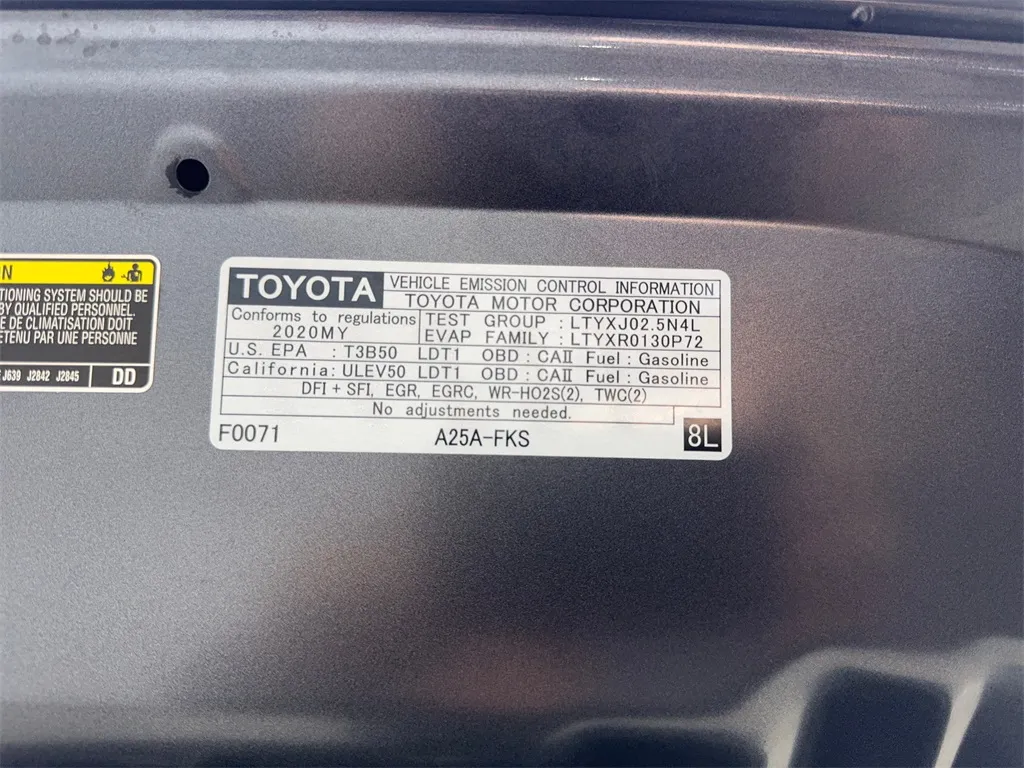 TIONING SYSTEM SHOULD BE
BY QUALIFIED PERSONNEL.
E DE CLIMATISATION DOIT
ETENU PAR UNE PERSONNE
J639 J2842 J2845 DD
TOYOTA VEHICLE EMISSION CONTROL INFORMATION
TOYOTA MOTOR CORPORATION
Conforms to regulations
2020MY
TEST GROUP : LTYXJ02.5N4L
EVAP FAMILY : LTYXR0130P72
U.S. EPA : T3B50 LDT1 OBD : CAII Fuel : Gasoline
California: ULEV50 LDT1 OBD : CAII Fuel : Gasoline
DFI + SFI, EGR, EGRC, WR-HO2S(2), TWC(2)
No adjustments needed.
F0071 A25A-FKS 8L